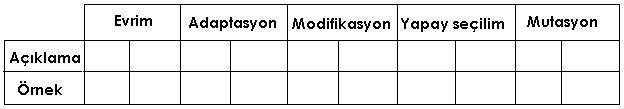 Evrim Adaptasyon Modifikasyon Yapay seçilim Mutasyon
Açıklama
Örnek